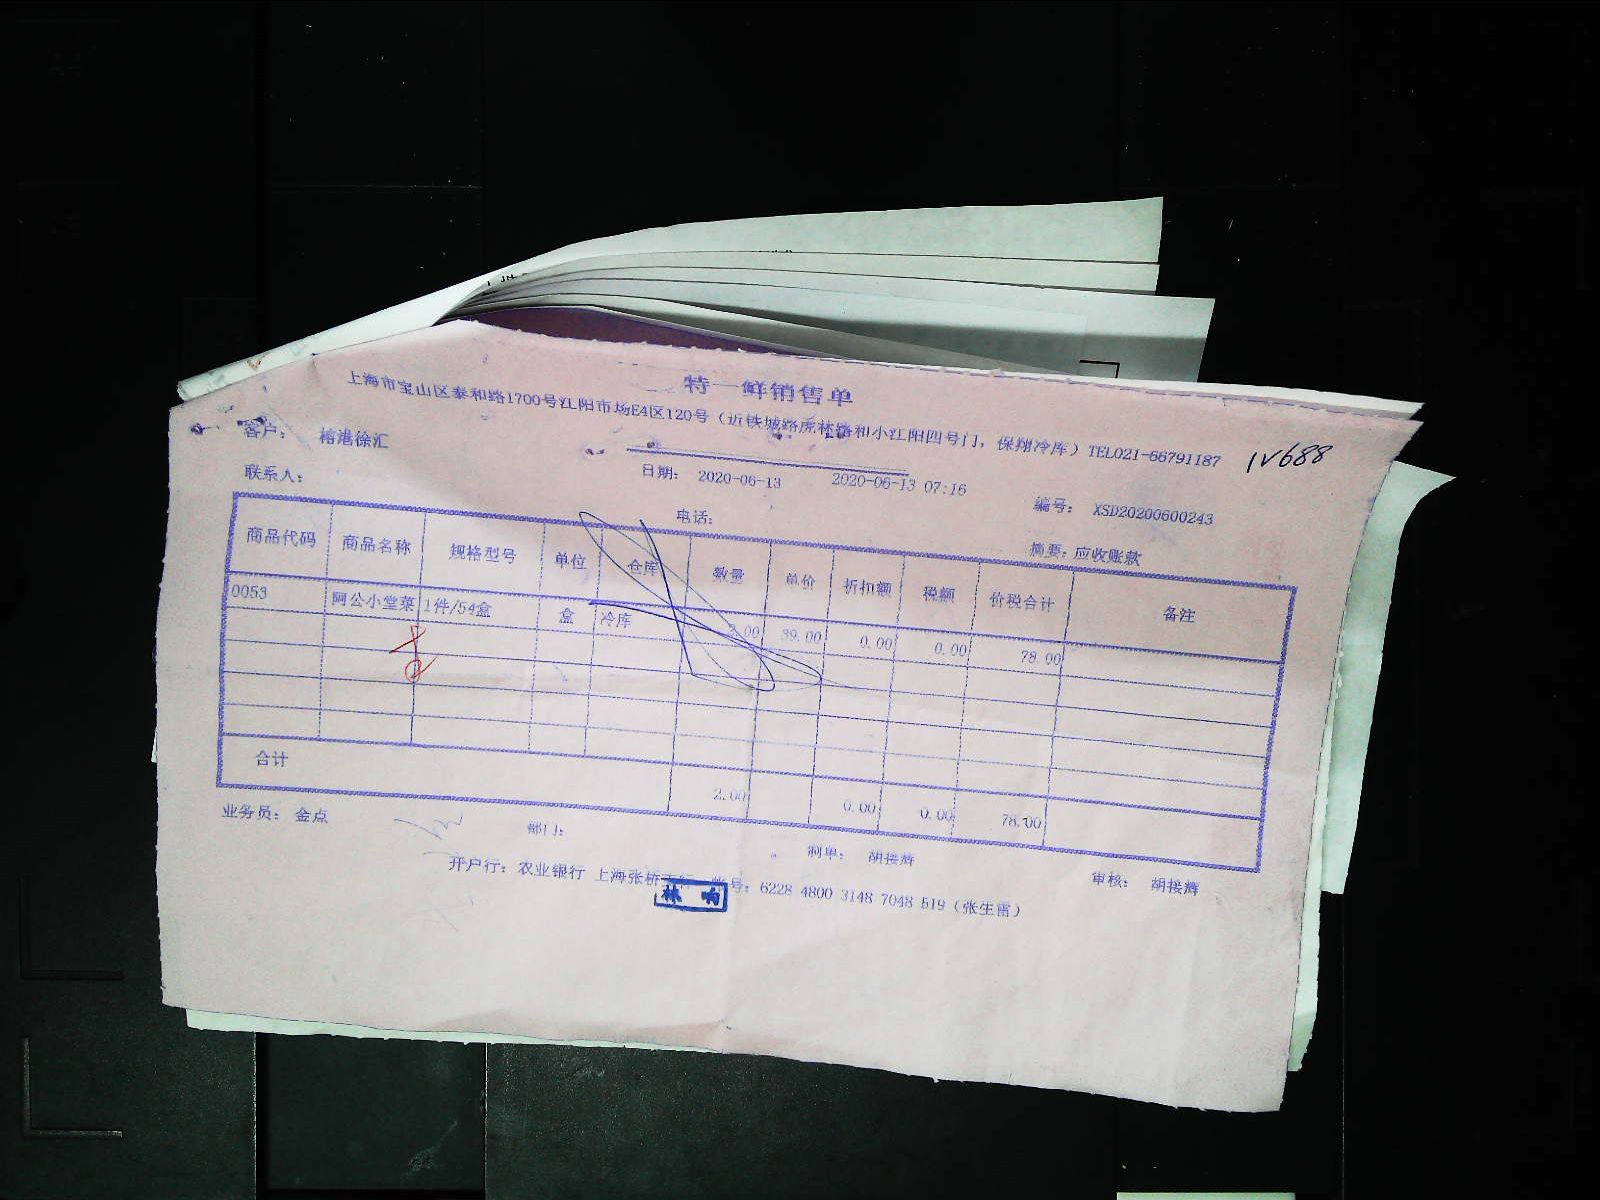 特一鲜销售单
上海市宝山区泰和路1700号江阳市场E4区120号（近铁城路虎林路和小江阳四号门，保翔冷库）TEL021-66791187
1V688
客户： 榕港徐汇
日期： 2020-06-13 2020-06-13 07:16
编号： XSD20200600243
联系人：
电话：
摘要：应收账款
商品代码 商品名称 规格型号 单位 仓库 数量 单价 折扣额 税额 价税合计 备注
0053 阿公小堂菜 1件/54盒 盒 冷库 2.00 39.00 0.00 0.00 78.00
合计 2.00 0.00 0.00 78.00
业务员： 金点 部门： 制单： 胡接辉 审核： 胡接辉
开户行：农业银行 上海张桥支行 帐号：6228 4800 3148 7048 519（张生雷）
林